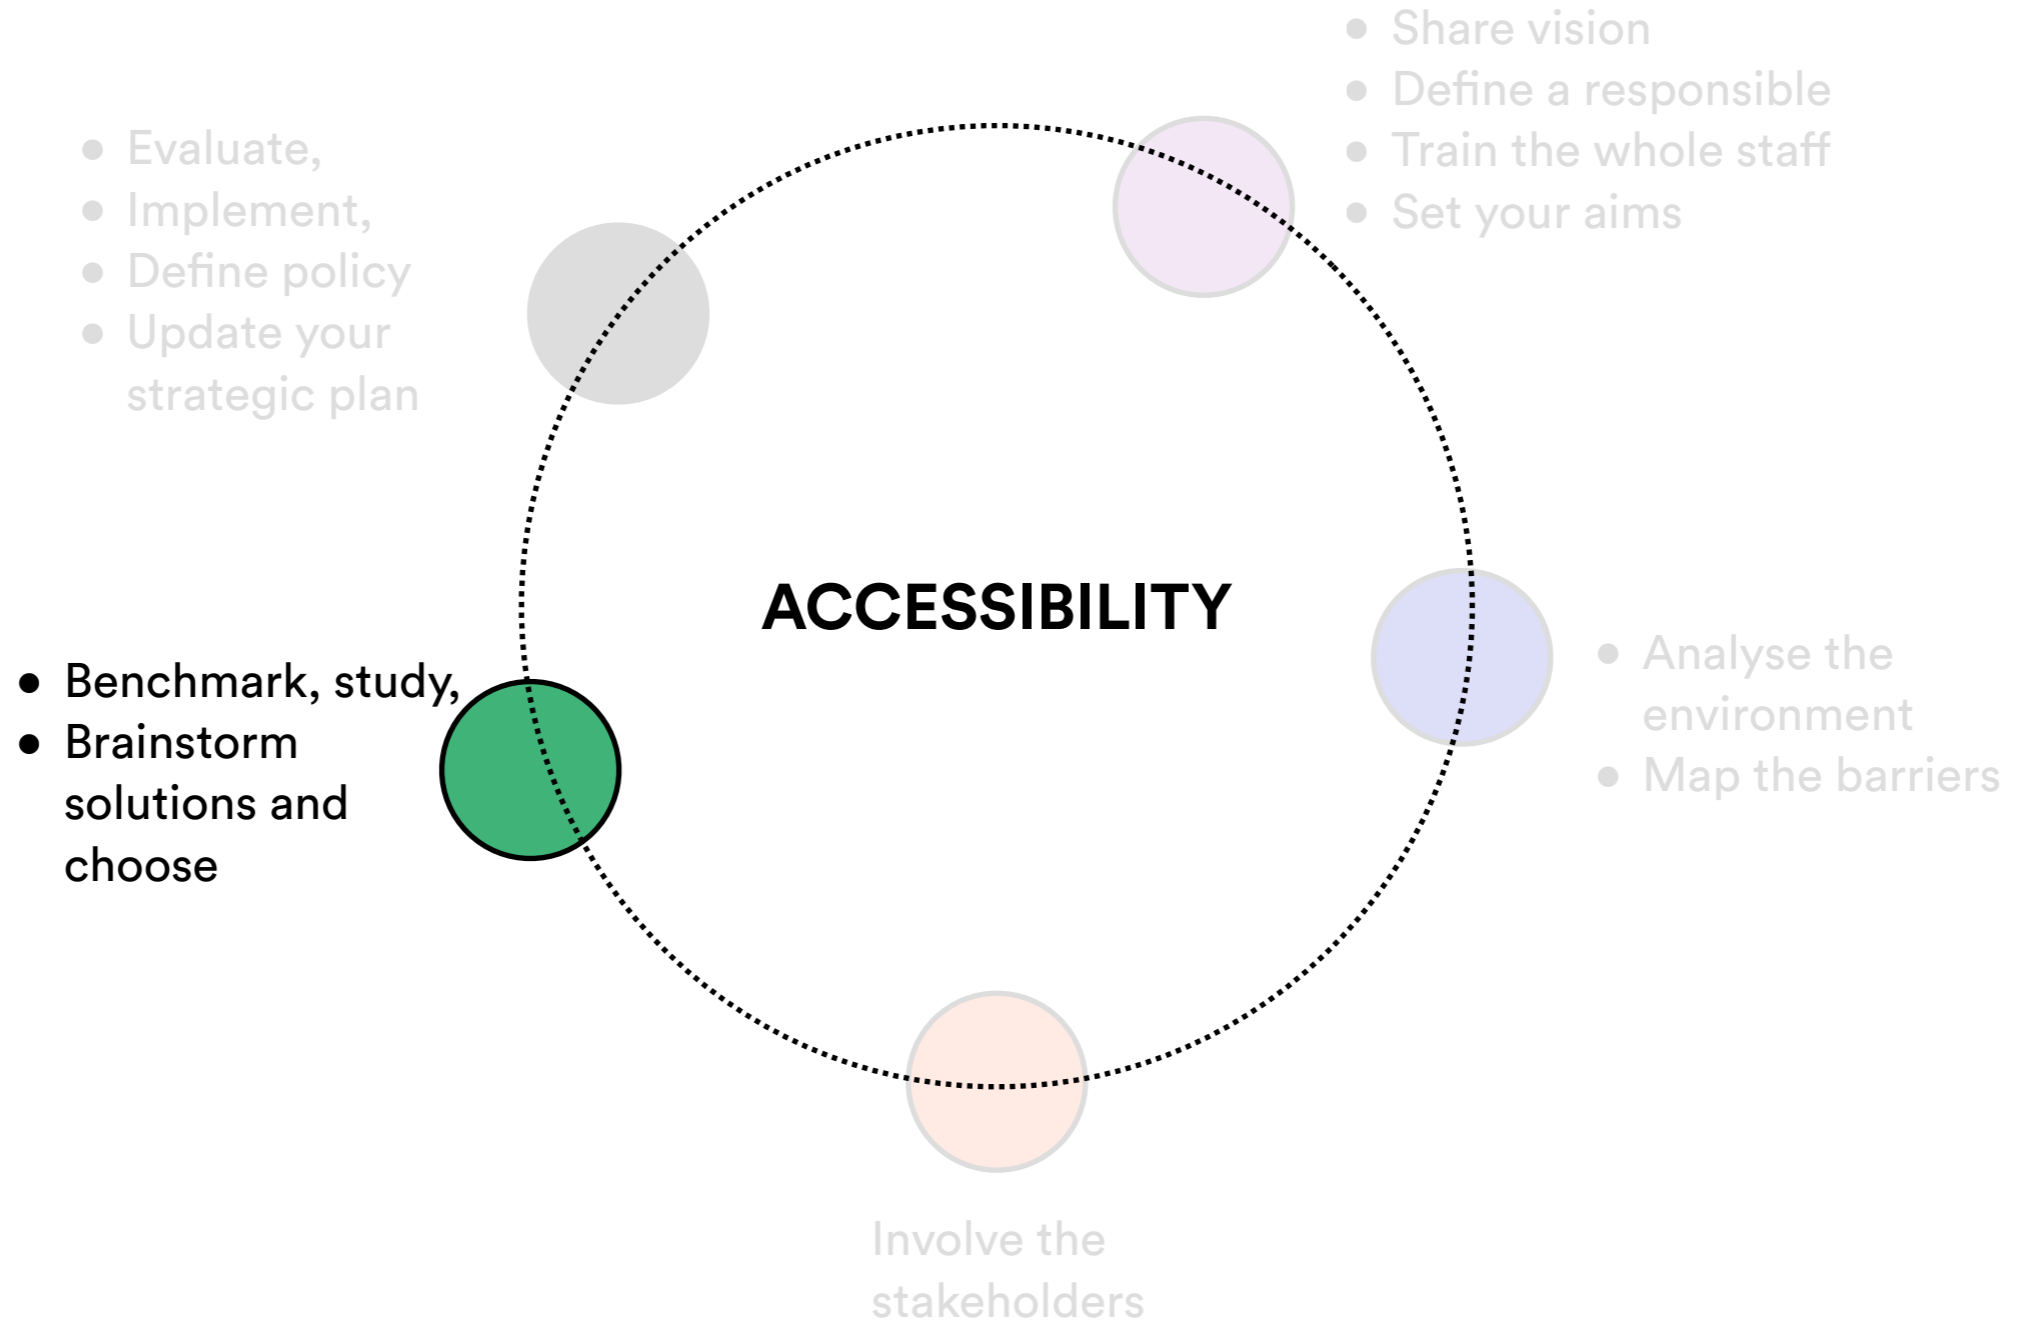 ● Share vision
● Define a responsible
● Train the whole staff
● Set your aims
● Evaluate,
● Implement,
● Define policy
● Update your
strategic plan
ACCESSIBILITY
● Analyse the
environment
● Map the barriers
● Benchmark, study,
● Brainstorm
solutions and
choose
Involve the
stakeholders